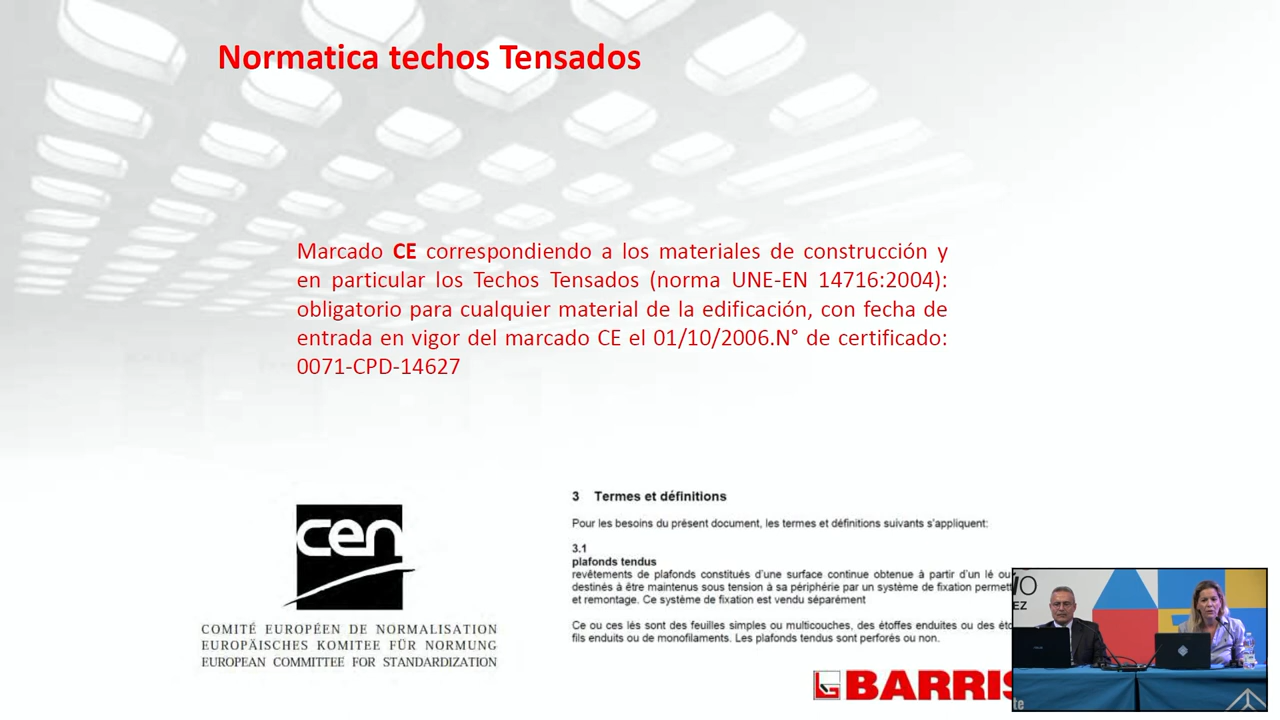 Normatica techos Tensados
Marcado CE correspondiendo a los materiales de construcción y
en particular los Techos Tensados (norma UNE-EN 14716:2004):
obligatorio para cualquier material de la edificación, con fecha de
entrada en vigor del marcado CE el 01/10/2006.N° de certificado:
0071-CPD-14627
cen
COMITÉ EUROPÉEN DE NORMALISATION
EUROPÄISCHES KOMITEE FÜR NORMUNG
EUROPEAN COMMITTEE FOR STANDARDIZATION
3 Termes et définitions
Pour les besoins du présent document, les termes et définitions suivants s'appliquent:
3.1
plafonds tendus
revêtements de plafonds constitués d'une surface continue obtenue à partir d'un lé ou
destinés à être maintenus sous tension à sa périphérie par un système de fixation permett
et remontage. Ce système de fixation est vendu séparément
Ce ou ces lés sont des feuilles simples ou multicouches, des étoffes enduites ou des éto
fils enduits ou de monofilaments. Les plafonds tendus sont perforés ou non.
BARRIS
IO
EZ
te